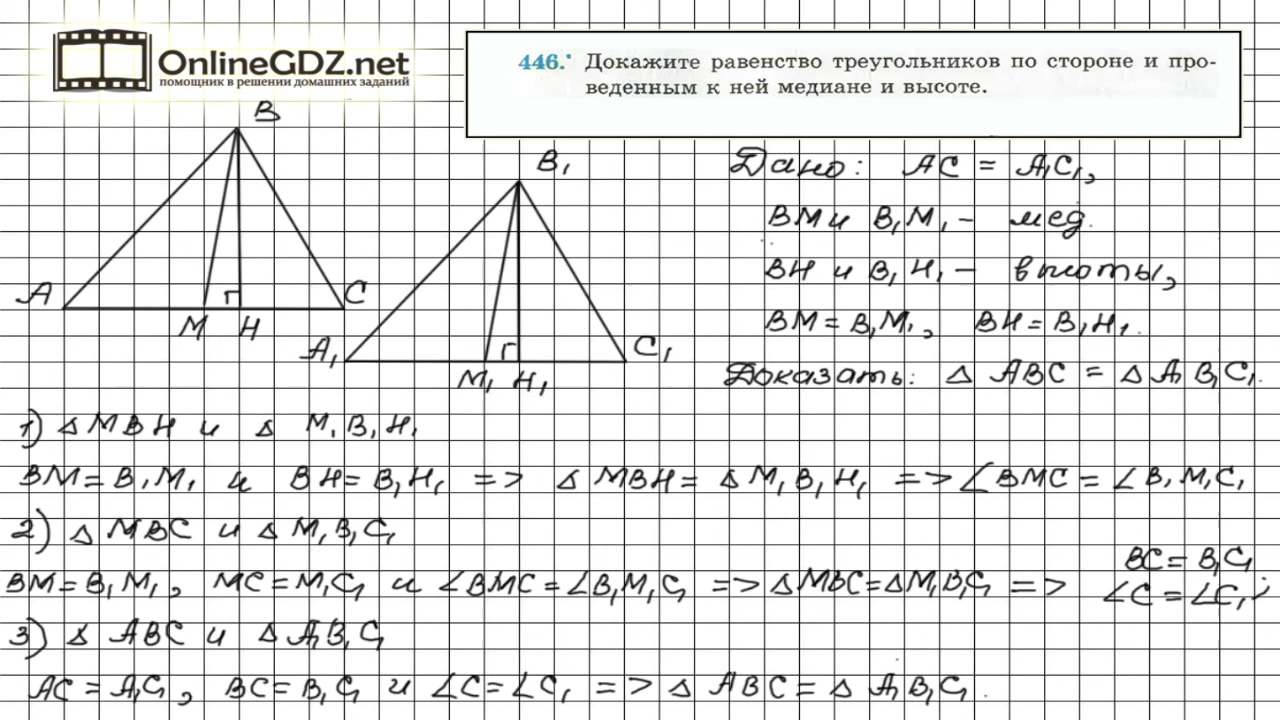 OnlineGDZ.net
помощник в решении домашних заданий
446.• Докажите равенство треугольников по стороне и про-
веденным к ней медиане и высоте.
B
A
M
H
C
B₁
A₁
M₁
H₁
C₁
Дано: AC = A₁C₁,
BM и B₁M₁ - мед.
BH и B₁H₁ - высоты,
BM = B₁M₁, BH = B₁H₁.
Доказать: △ ABC = △ A₁B₁C₁.
1) △ MBH и △ M₁B₁H₁
BM = B₁M₁ и BH = B₁H₁ => △ MBH = △ M₁B₁H₁ => ∠BMC = ∠B₁M₁C₁
2) △ MBC и △ M₁B₁C₁
BM = B₁M₁, MC = M₁C₁ и ∠BMC = ∠B₁M₁C₁ => △MBC = △M₁B₁C₁ => BC = B₁C₁
∠C = ∠C₁;
3) △ ABC и △ A₁B₁C₁
AC = A₁C₁, BC = B₁C₁ и ∠C = ∠C₁ => △ ABC = △ A₁B₁C₁.